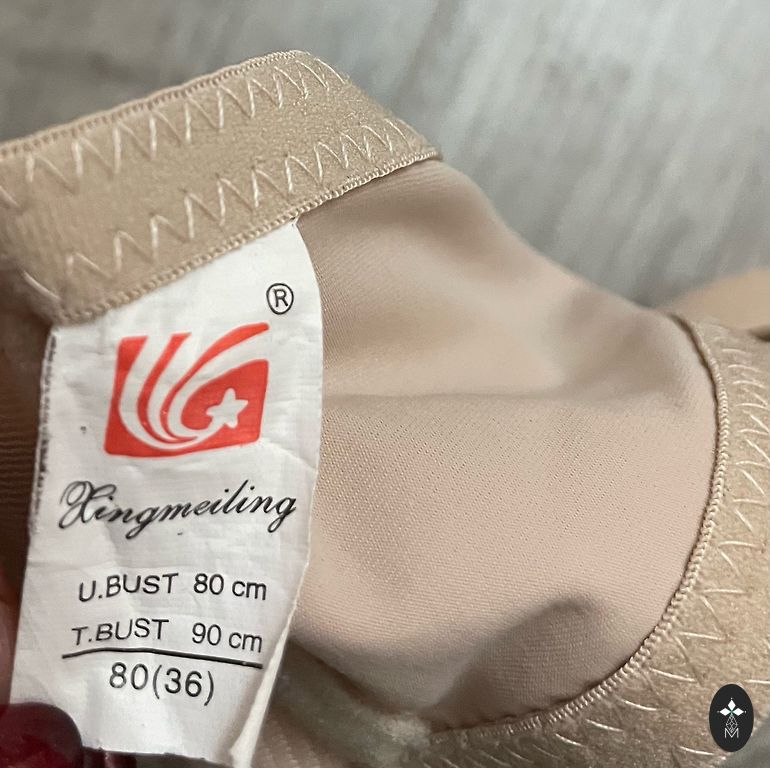 ®
Xingmeiling
U.BUST 80 cm
T.BUST 90 cm
80(36)
M